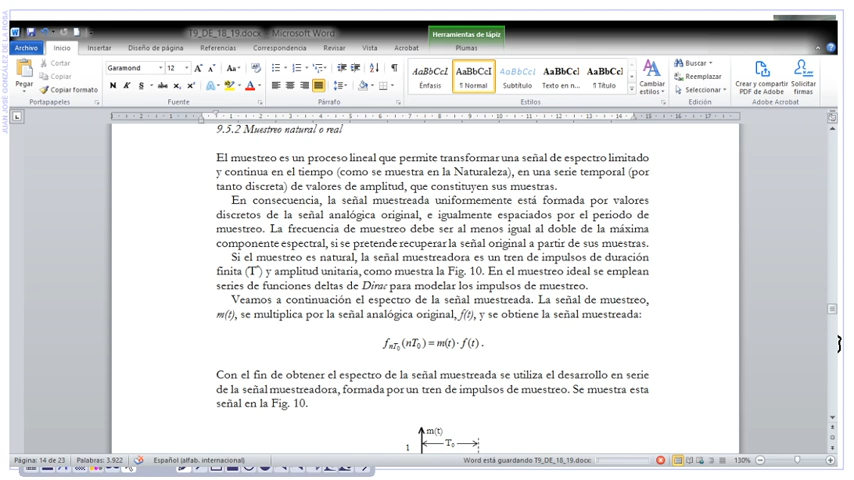 JUAN JOSE GONZALEZ DE LA ROSA
T9_DE_18_19.docx - Microsoft Word
Herramientas de lápiz
Archivo Inicio Insertar Diseño de página Referencias Correspondencia Revisar Vista Acrobat Plumas
Pegar
Cortar
Copiar
Copiar formato
Portapapeles
Garamond 12
N K S abc x₂ x²
Fuente
Párrafo
AaBbCcI AaBbCcI AaBbCcI AaBbCcI AaBbCcI
Énfasis ¶ Normal Subtítulo Texto en n... ¶ Título
Cambiar estilos
Estilos
Buscar
Reemplazar
Seleccionar
Edición
Crear y compartir PDF de Adobe
Solicitar firmas
Adobe Acrobat
9.5.2 Muestreo natural o real
El muestreo es un proceso lineal que permite transformar una señal de espectro limitado
y continua en el tiempo (como se muestra en la Naturaleza), en una serie temporal (por
tanto discreta) de valores de amplitud, que constituyen sus muestras.
En consecuencia, la señal muestreada uniformemente está formada por valores
discretos de la señal analógica original, e igualmente espaciados por el periodo de
muestreo. La frecuencia de muestreo debe ser al menos igual al doble de la máxima
componente espectral, si se pretende recuperar la señal original a partir de sus muestras.
Si el muestreo es natural, la señal muestreadora es un tren de impulsos de duración
finita (T') y amplitud unitaria, como muestra la Fig. 10. En el muestreo ideal se emplean
series de funciones deltas de Dirac para modelar los impulsos de muestreo.
Veamos a continuación el espectro de la señal muestreada. La señal de muestreo,
m(t), se multiplica por la señal analógica original, f(t), y se obtiene la señal muestreada:
f_nT₀(nT₀) = m(t) · f(t) .
Con el fin de obtener el espectro de la señal muestreada se utiliza el desarrollo en serie
de la señal muestreadora, formada por un tren de impulsos de muestreo. Se muestra esta
señal en la Fig. 10.
m(t)
1 T₀
Página: 14 de 23 Palabras: 3.922 Español (alfab. internacional) Word está guardando T9_DE_18_19.docx 130%